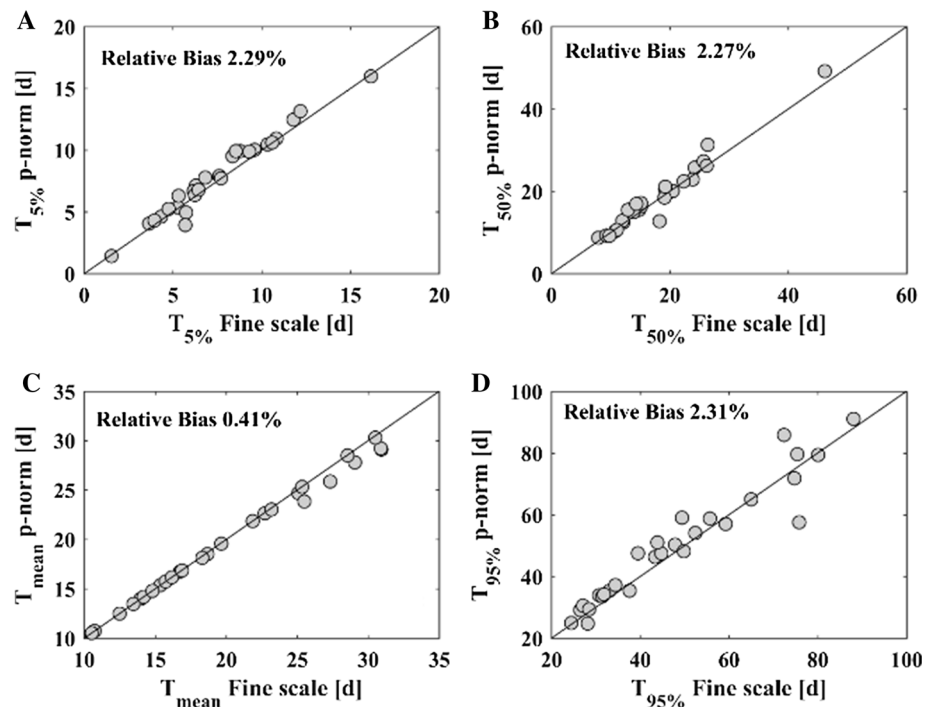 A
Relative Bias 2.29%
T5% p-norm [d]
20
15
10
5
0
0 5 10 15 20
T5% Fine scale [d]
B
Relative Bias 2.27%
T50% p-norm [d]
60
40
20
0
0 20 40 60
T50% Fine scale [d]
C
Relative Bias 0.41%
Tmean p-norm [d]
35
30
25
20
15
10
10 15 20 25 30 35
Tmean Fine scale [d]
D
Relative Bias 2.31%
T95% p-norm [d]
100
80
60
40
20
20 40 60 80 100
T95% Fine scale [d]